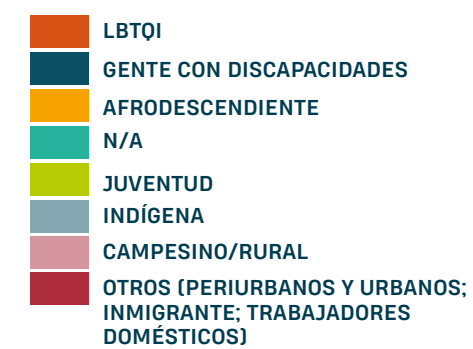 LBTQI
GENTE CON DISCAPACIDADES
AFRODESCENDIENTE
N/A
JUVENTUD
INDÍGENA
CAMPESINO/RURAL
OTROS (PERIURBANOS Y URBANOS;
INMIGRANTE; TRABAJADORES
DOMÉSTICOS)